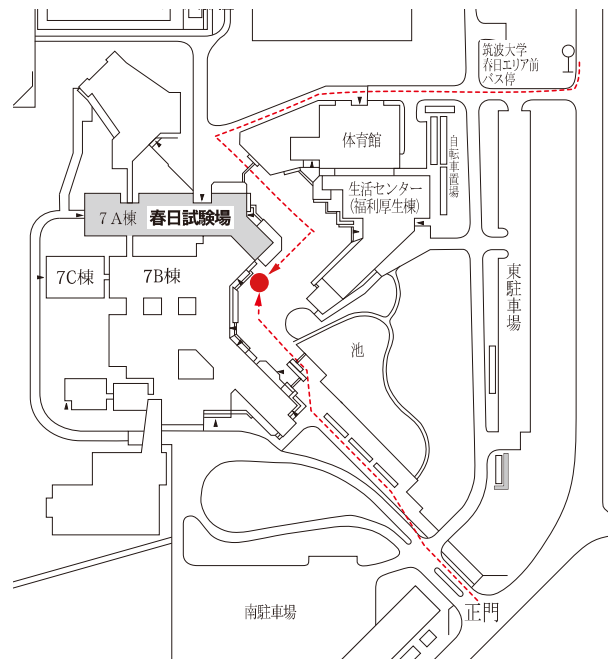 筑波大学
春日エリア前
バス停
体育館
自転車置場
生活センター
(福利厚生棟)
7A棟
春日試験場
7C棟
7B棟
東駐車場
池
南駐車場
正門